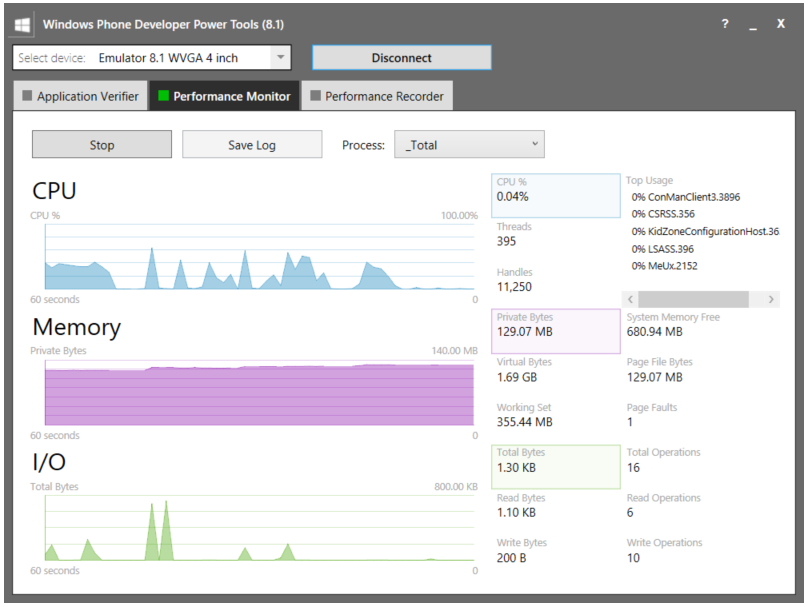 Windows Phone Developer Power Tools (8.1)
? _ X
Select device: Emulator 8.1 WVGA 4 inch
Disconnect
Application Verifier
Performance Monitor
Performance Recorder
Stop
Save Log
Process: _Total
CPU
CPU % 100.00%
60 seconds 0
CPU %
0.04%
Threads
395
Handles
11,250
Top Usage
0% ConManClient3.3896
0% CSRSS.356
0% KidZoneConfigurationHost.36
0% LSASS.396
0% MeUx.2152
Memory
Private Bytes 140.00 MB
60 seconds 0
Private Bytes
129.07 MB
System Memory Free
680.94 MB
Virtual Bytes
1.69 GB
Page File Bytes
129.07 MB
Working Set
355.44 MB
Page Faults
1
I/O
Total Bytes 800.00 KB
60 seconds 0
Total Bytes
1.30 KB
Total Operations
16
Read Bytes
1.10 KB
Read Operations
6
Write Bytes
200 B
Write Operations
10